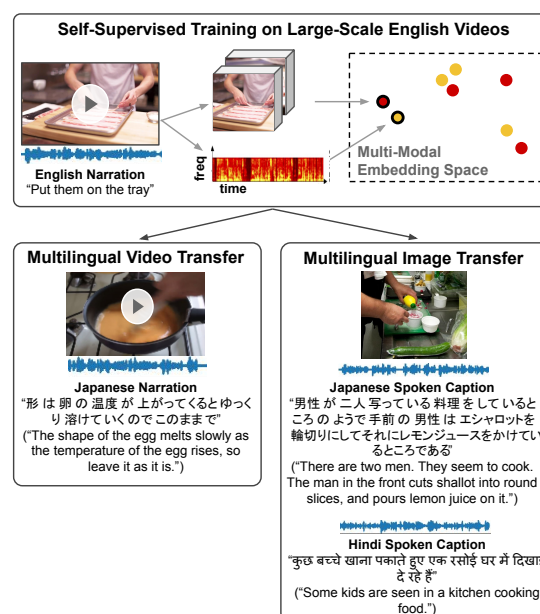 Self-Supervised Training on Large-Scale English Videos
English Narration
“Put them on the tray”
freq
time
Multi-Modal
Embedding Space
Multilingual Video Transfer
Japanese Narration
“形 は 卵 の 温度 が 上がってくるとゆっく
り 溶けていくのでこのままで”
(“The shape of the egg melts slowly as
the temperature of the egg rises, so
leave it as it is.”)
Multilingual Image Transfer
Japanese Spoken Caption
“男性 が 二人 写っている 料理 を していると
ころ の ようで 手前 の 男性 は エシャロットを
輪切りにしてそれにレモンジュースをかけてい
るところである”
(“There are two men. They seem to cook.
The man in the front cuts shallot into round
slices, and pours lemon juice on it.”)
Hindi Spoken Caption
“कुछ बच्चे खाना पकाते हुए एक रसोई घर में दिखाई
दे रहे हैं”
(“Some kids are seen in a kitchen cooking
food.”)